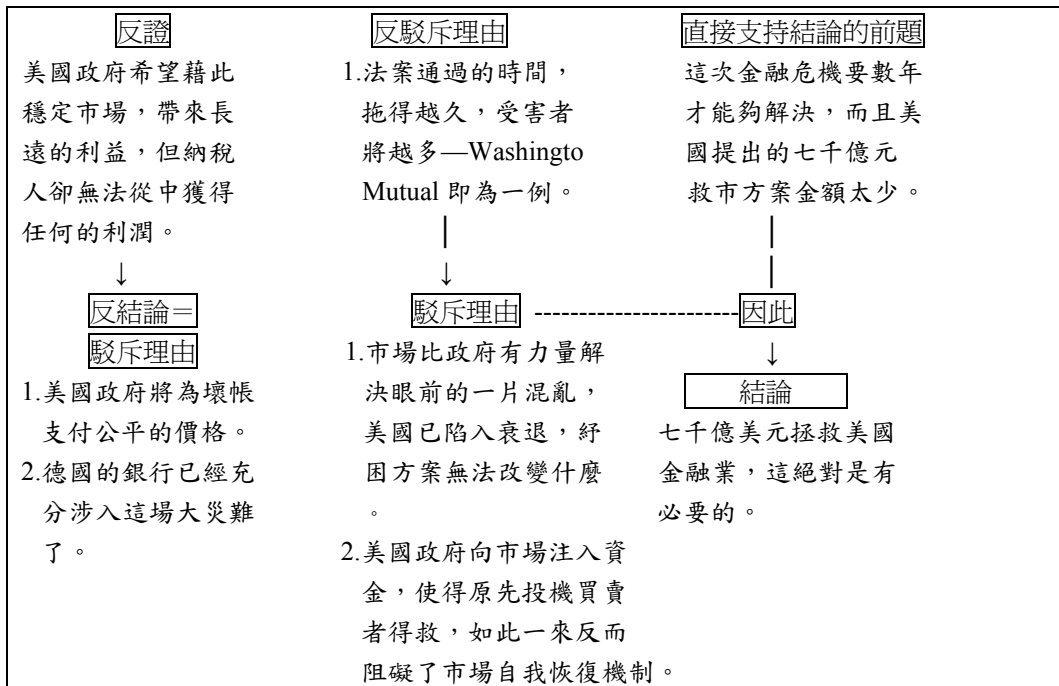 反證
美國政府希望藉此
穩定市場，帶來長
遠的利益，但納稅
人卻無法從中獲得
任何的利潤。
↓
反結論＝
駁斥理由
1.美國政府將為壞帳
支付公平的價格。
2.德國的銀行已經充
分涉入這場大災難
了。
反駁斥理由
1.法案通過的時間，
拖得越久，受害者
將越多—Washingto
Mutual 即為一例。
↓
駁斥理由 -----------------------因此
1.市場比政府有力量解
決眼前的一片混亂，
美國已陷入衰退，紓
困方案無法改變什麼
。
2.美國政府向市場注入資
金，使得原先投機買賣
者得救，如此一來反而
阻礙了市場自我恢復機制。
直接支持結論的前題
這次金融危機要數年
才能夠解決，而且美
國提出的七千億元
救市方案金額太少。
↓
結論
七千億美元拯救美國
金融業，這絕對是有
必要的。